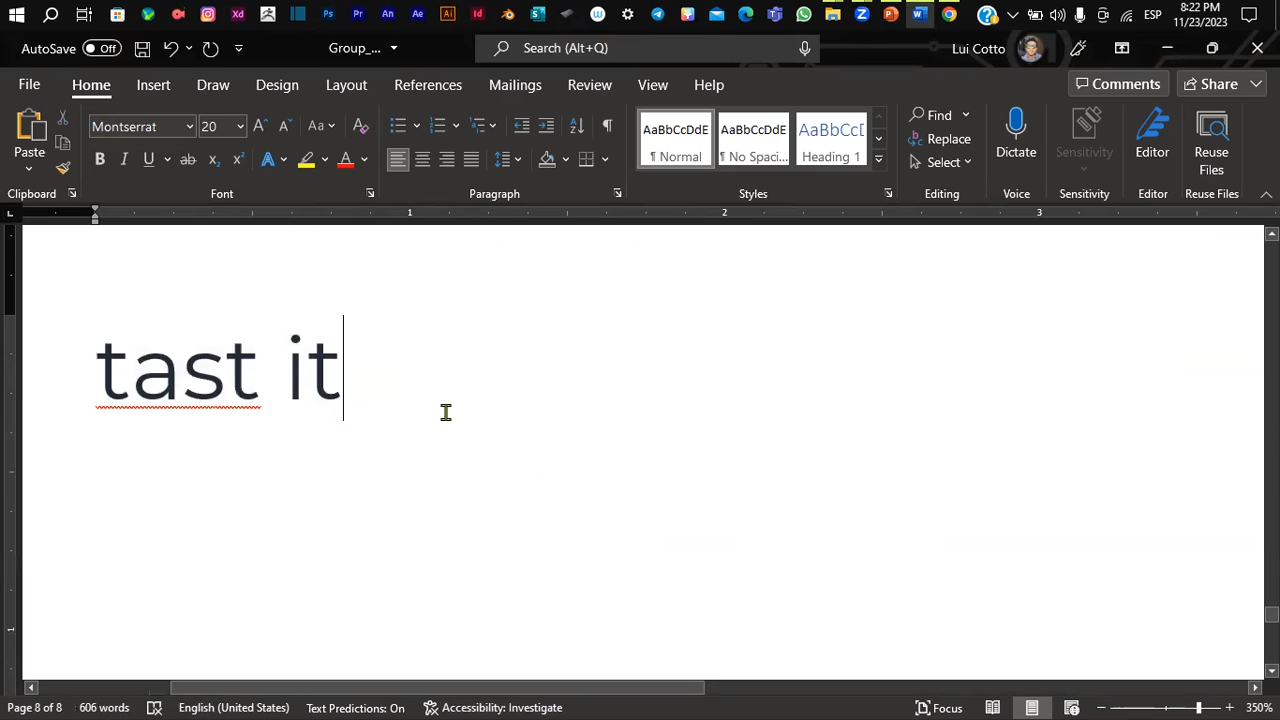 8:22 PM
ESP
11/23/2023
AutoSave Off
Group_...
Search (Alt+Q)
Lui Cotto
File Home Insert Draw Design Layout References Mailings Review View Help
Comments Share
Montserrat 20
AaBbCcDdE AaBbCcDdE AaBbCcD
¶ Normal ¶ No Spaci... Heading 1
Find
Replace
Select
Paste
Dictate
Sensitivity
Editor
Reuse
Files
Clipboard Font Paragraph Styles Editing Voice Sensitivity Editor Reuse Files
1 2 3
tast it
1
Page 8 of 8 606 words English (United States) Text Predictions: On Accessibility: Investigate Focus 350%